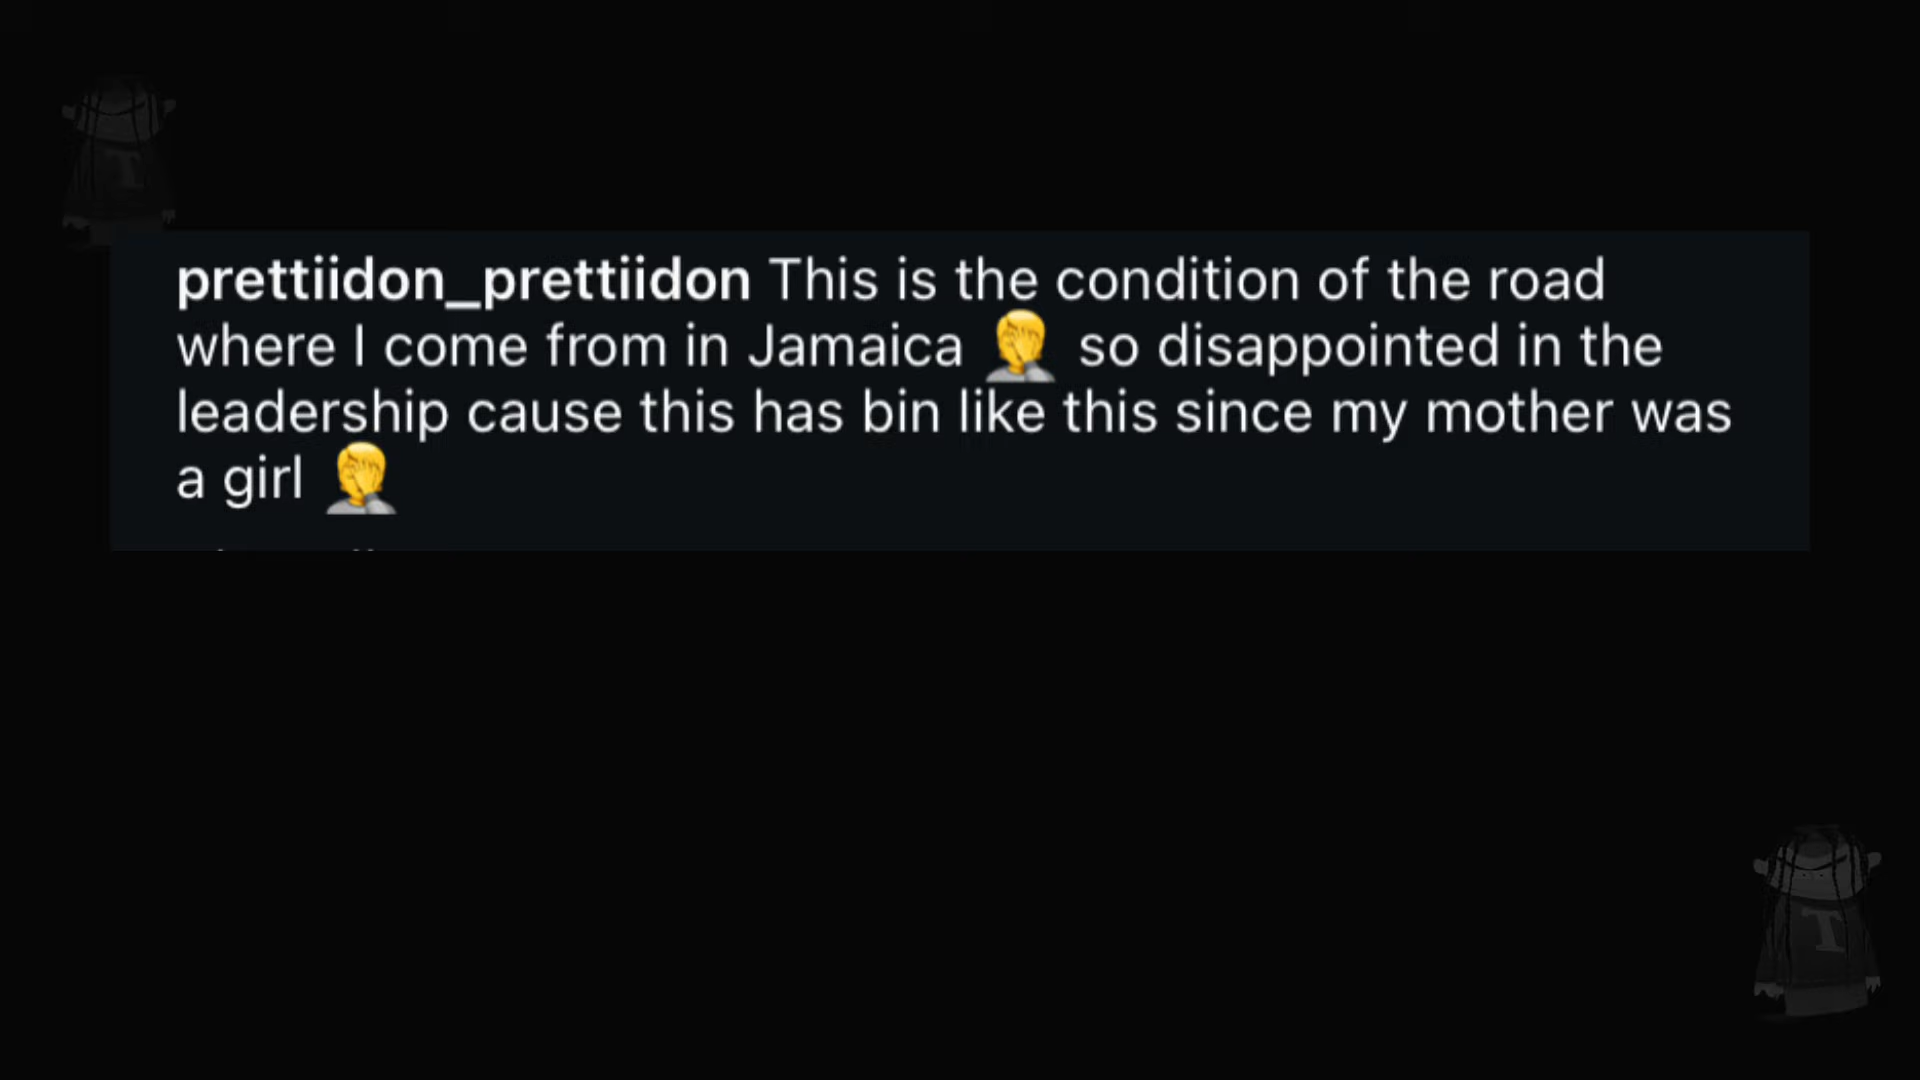 prettiidon_prettiidon This is the condition of the road
where I come from in Jamaica 🤦 so disappointed in the
leadership cause this has bin like this since my mother was
a girl 🤦
T
T